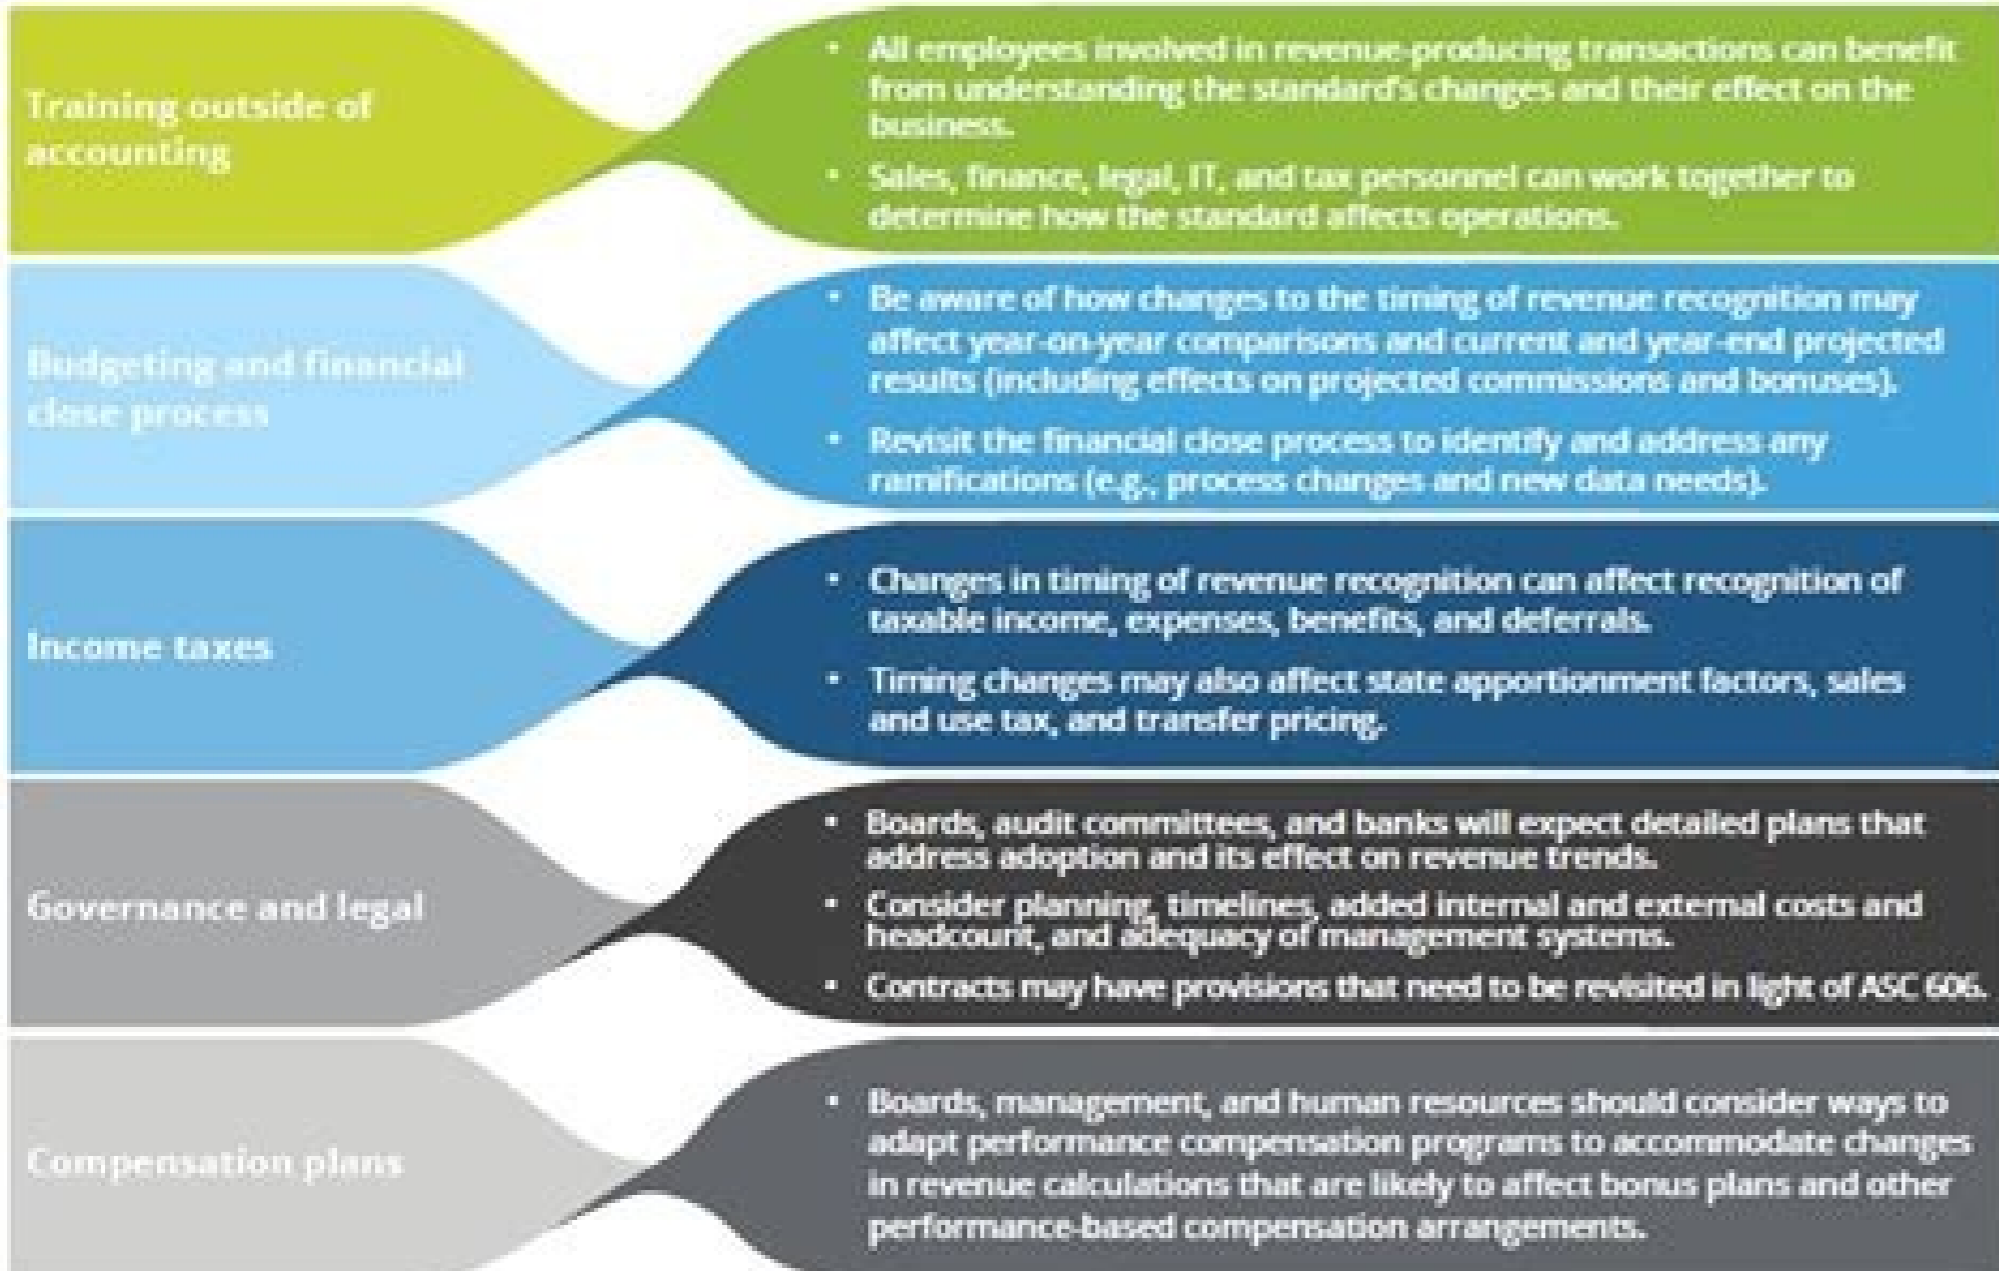 Training outside of
accounting
• All employees involved in revenue-producing transactions can benefit
from understanding the standard's changes and their effect on the
business.
• Sales, finance, legal, IT, and tax personnel can work together to
determine how the standard affects operations.
Budgeting and financial
close process
• Be aware of how changes to the timing of revenue recognition may
affect year-on-year comparisons and current and year-end projected
results (including effects on projected commissions and bonuses).
• Revisit the financial close process to identify and address any
ramifications (e.g., process changes and new data needs).
Income taxes
• Changes in timing of revenue recognition can affect recognition of
taxable income, expenses, benefits, and deferrals.
• Timing changes may also affect state apportionment factors, sales
and use tax, and transfer pricing.
Governance and legal
• Boards, audit committees, and banks will expect detailed plans that
address adoption and its effect on revenue trends.
• Consider planning, timelines, added internal and external costs and
headcount, and adequacy of management systems.
• Contracts may have provisions that need to be revisited in light of ASC 606.
Compensation plans
• Boards, management, and human resources should consider ways to
adapt performance compensation programs to accommodate changes
in revenue calculations that are likely to affect bonus plans and other
performance-based compensation arrangements.